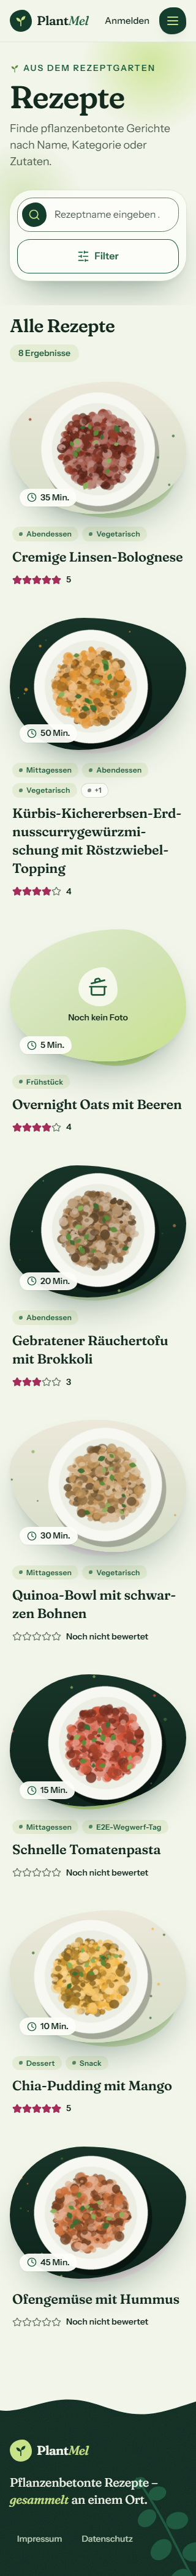 PlantMel
Anmelden
AUS DEM REZEPTGARTEN
Rezepte
Finde pflanzenbetonte Gerichte
nach Name, Kategorie oder
Zutaten.
Rezeptname eingeben .
Filter
Alle Rezepte
8 Ergebnisse
35 Min.
Abendessen
Vegetarisch
Cremige Linsen-Bolognese
5
50 Min.
Mittagessen
Abendessen
Vegetarisch
+1
Kürbis-Kichererbsen-Erd-
nusscurrygewürzmi-
schung mit Röstzwiebel-
Topping
4
Noch kein Foto
5 Min.
Frühstück
Overnight Oats mit Beeren
4
20 Min.
Abendessen
Gebratener Räuchertofu
mit Brokkoli
3
30 Min.
Mittagessen
Vegetarisch
Quinoa-Bowl mit schwar-
zen Bohnen
Noch nicht bewertet
15 Min.
Mittagessen
E2E-Wegwerf-Tag
Schnelle Tomatenpasta
Noch nicht bewertet
10 Min.
Dessert
Snack
Chia-Pudding mit Mango
5
45 Min.
Ofengemüse mit Hummus
Noch nicht bewertet
PlantMel
Pflanzenbetonte Rezepte –
gesammelt an einem Ort.
Impressum
Datenschutz